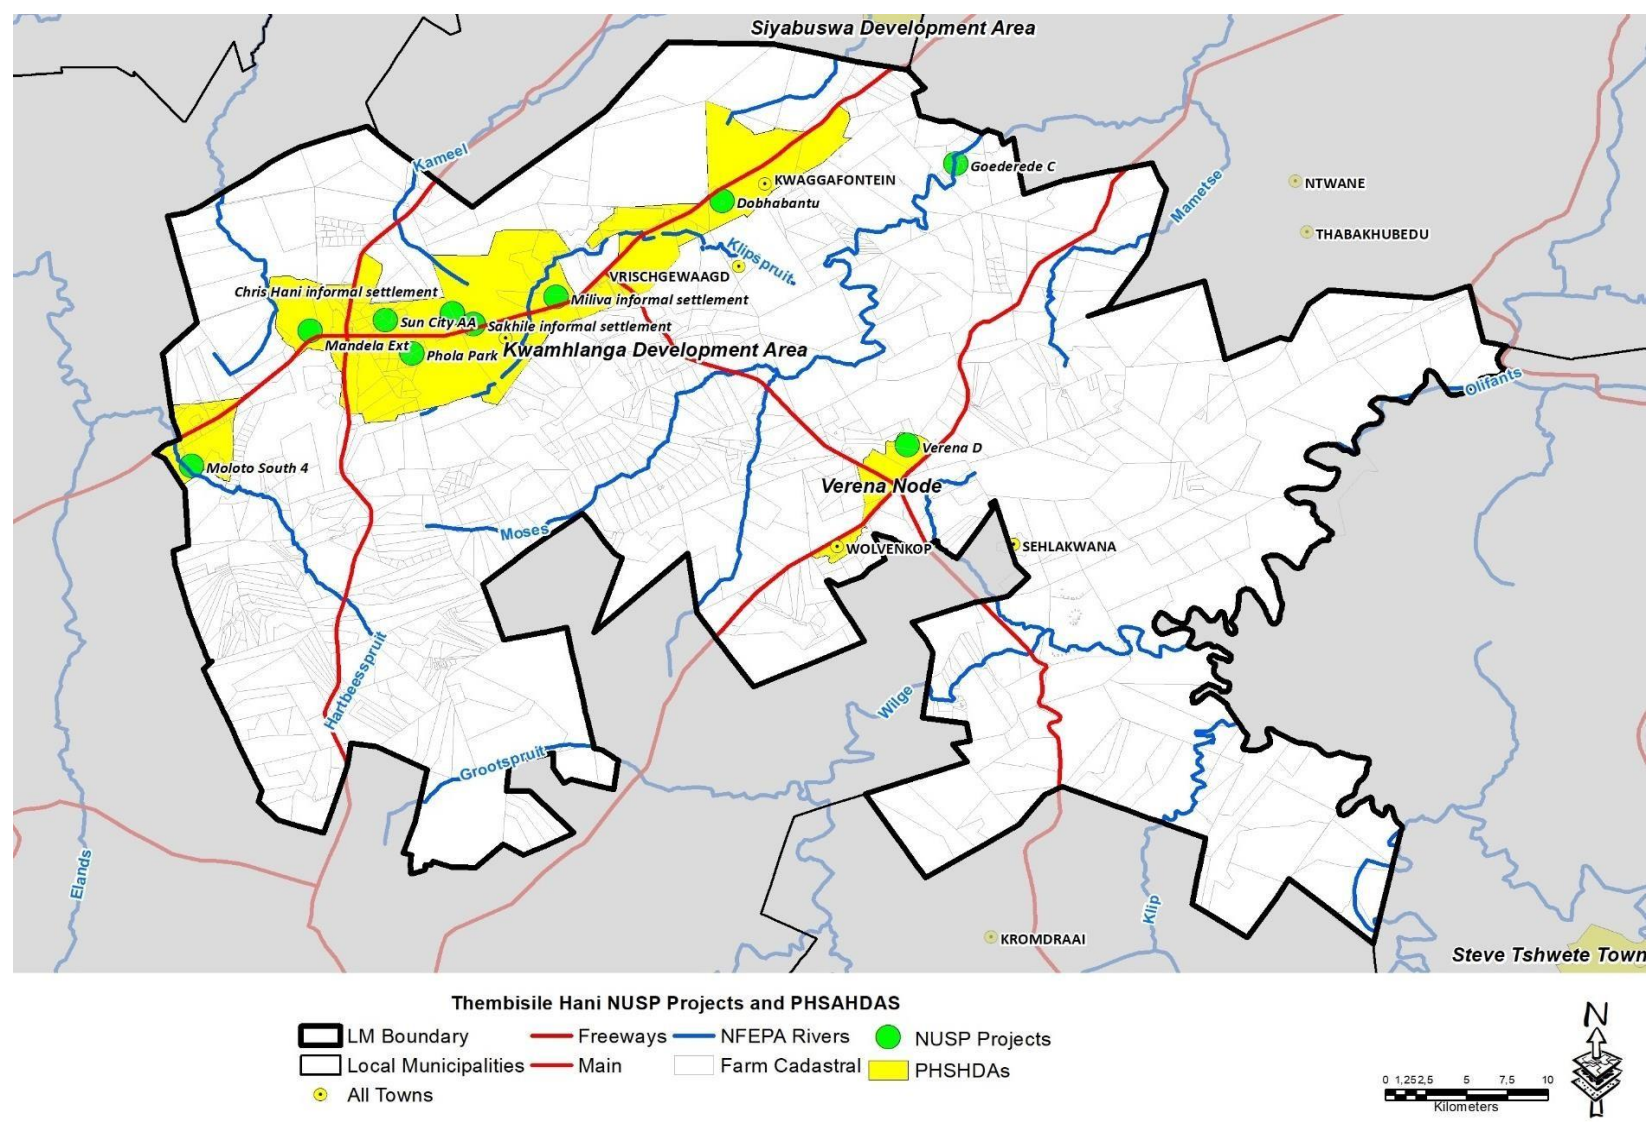 Siyabuswa Development Area
Kameel
Goederede C
KWAGGAFONTEIN
NTWANE
Mametse
Dobhabantu
THABAKHUBEDU
Klipspruit
VRISCHGEWAAGD
Chris Hani informal settlement
Miliva informal settlement
Sun City AA
Sakhile informal settlement
Mandela Ext
Phola Park
Kwamhlanga Development Area
Olifants
Verena D
Moloto South 4
Verena Node
Moses
WOLVENKOP
SEHLAKWANA
Hartbeesspruit
Wilge
Grootspruit
Elands
Klip
KROMDRAAI
Steve Tshwete Town
Thembisile Hani NUSP Projects and PHSAHDAS
LM Boundary
Freeways
NFEPA Rivers
NUSP Projects
Local Municipalities
Main
Farm Cadastral
PHSHDAs
All Towns
N
0 1,252,5 5 7,5 10
Kilometers